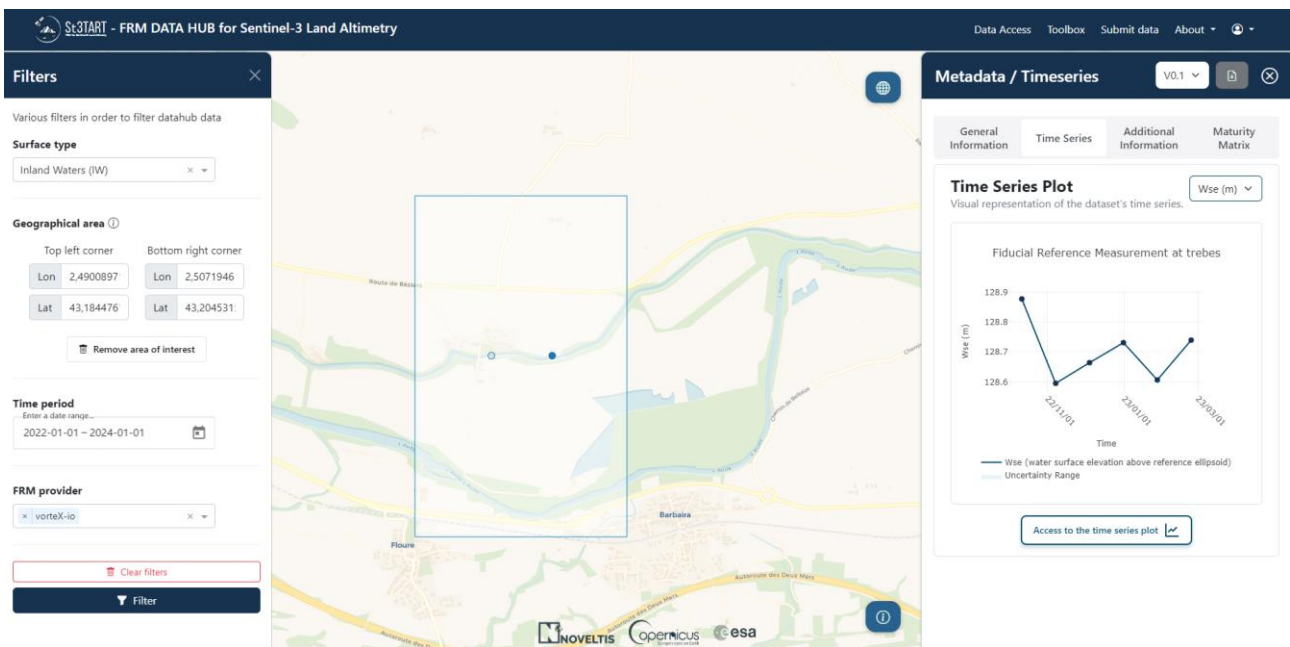 St3TART - FRM DATA HUB for Sentinel-3 Land Altimetry
Data Access Toolbox Submit data About
Filters
Various filters in order to filter datahub data
Surface type
Inland Waters (IW)
Geographical area
Top left corner Bottom right corner
Lon 2,4900897 Lon 2,5071946
Lat 43,184476 Lat 43,204531
Remove area of interest
Time period
Enter a date range...
2022-01-01 – 2024-01-01
FRM provider
× vorteX-io
Clear filters
Filter
Route de Béziers
Barbaira
Floure
Autoroute des Deux Mers
Autoroute des Deux Mers
NOVELTIS
opernicus
esa
Metadata / Timeseries
V0.1
General Information
Time Series
Additional Information
Maturity Matrix
Time Series Plot
Wse (m)
Visual representation of the dataset's time series.
Fiducial Reference Measurement at trebes
128.9
128.8
128.7
128.6
Wse (m)
22/11/01
23/01/01
23/03/01
Time
Wse (water surface elevation above reference ellipsoid)
Uncertainty Range
Access to the time series plot